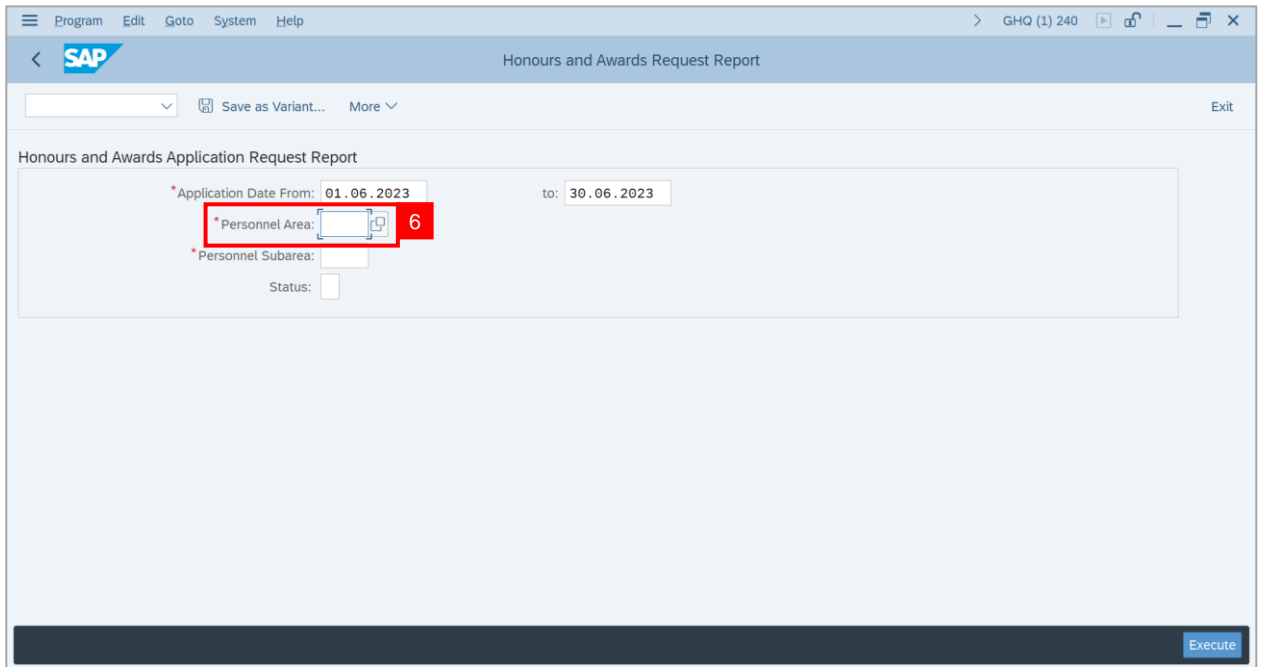 Program Edit Goto System Help GHQ (1) 240
SAP Honours and Awards Request Report
Save as Variant... More Exit
Honours and Awards Application Request Report
*Application Date From: 01.06.2023 to: 30.06.2023
*Personnel Area: 6
*Personnel Subarea:
Status:
Execute